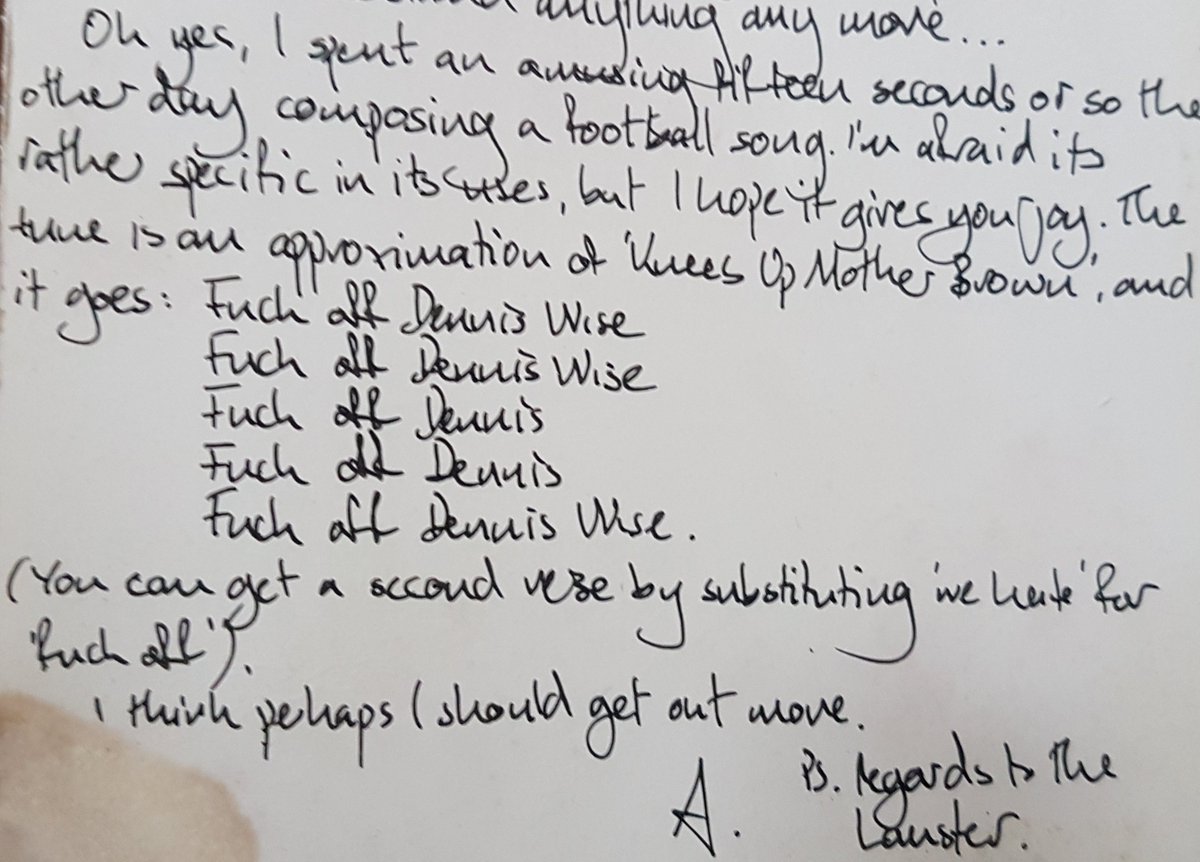 anything any more...
Oh yes, I spent an amusing fifteen seconds or so the
other day composing a football song. I'm afraid its
rather specific in its uses, but I hope it gives you joy. The
tune is an approximation of 'Knees Up Mother Brown', and
it goes: Fuck off Dennis Wise
Fuck off Dennis Wise
Fuck off Dennis
Fuck off Dennis
Fuck off Dennis Wise.
(You can get a second verse by substituting 'we hate' for
'fuck off').
I think perhaps I should get out more.
A.
PS. Regards to the